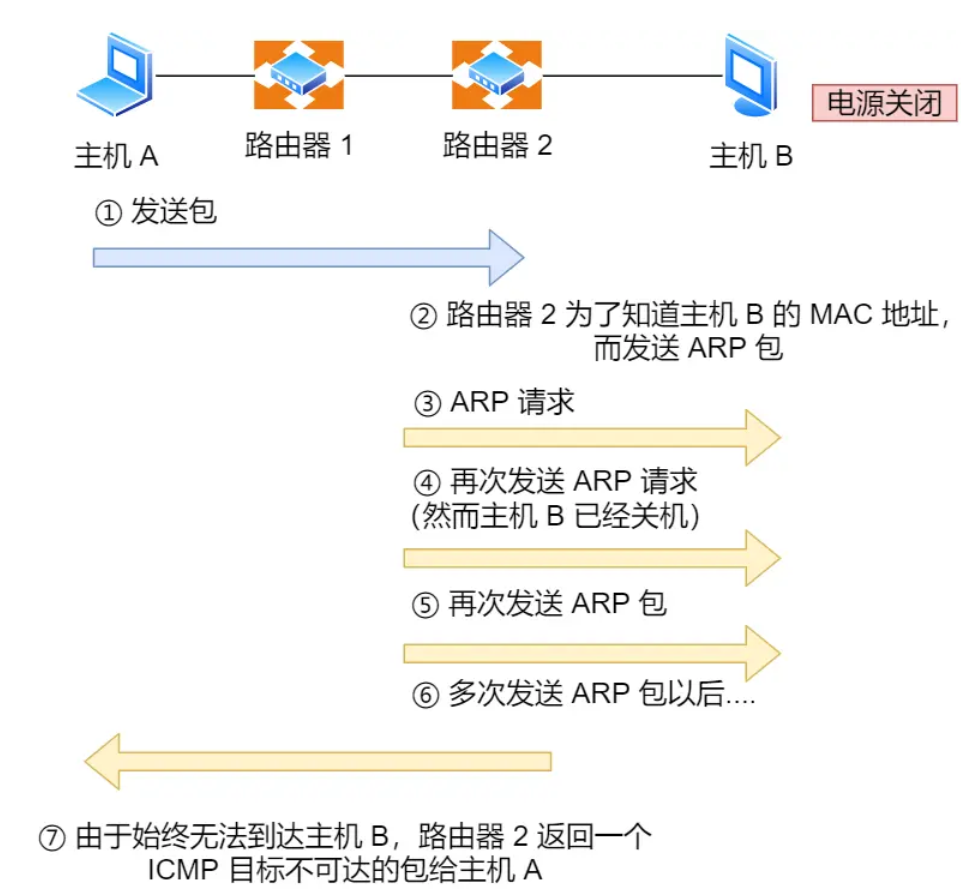 电源关闭
主机 A
路由器 1
路由器 2
主机 B
① 发送包
② 路由器 2 为了知道主机 B 的 MAC 地址，
而发送 ARP 包
③ ARP 请求
④ 再次发送 ARP 请求
（然而主机 B 已经关机）
⑤ 再次发送 ARP 包
⑥ 多次发送 ARP 包以后....
⑦ 由于始终无法到达主机 B，路由器 2 返回一个
ICMP 目标不可达的包给主机 A